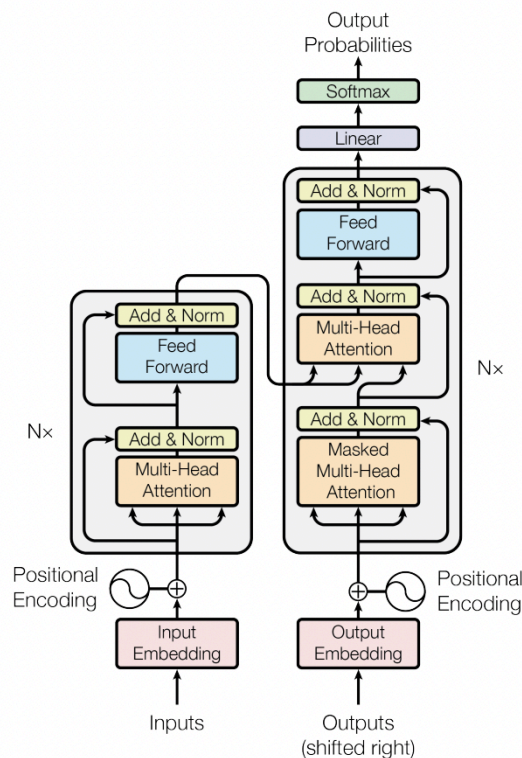 Output
Probabilities
Softmax
Linear
Add & Norm
Feed
Forward
Add & Norm
Multi-Head
Attention
Add & Norm
Masked
Multi-Head
Attention
N×
Add & Norm
Feed
Forward
Add & Norm
Multi-Head
Attention
N×
Positional
Encoding
Positional
Encoding
Input
Embedding
Output
Embedding
Inputs
Outputs
(shifted right)